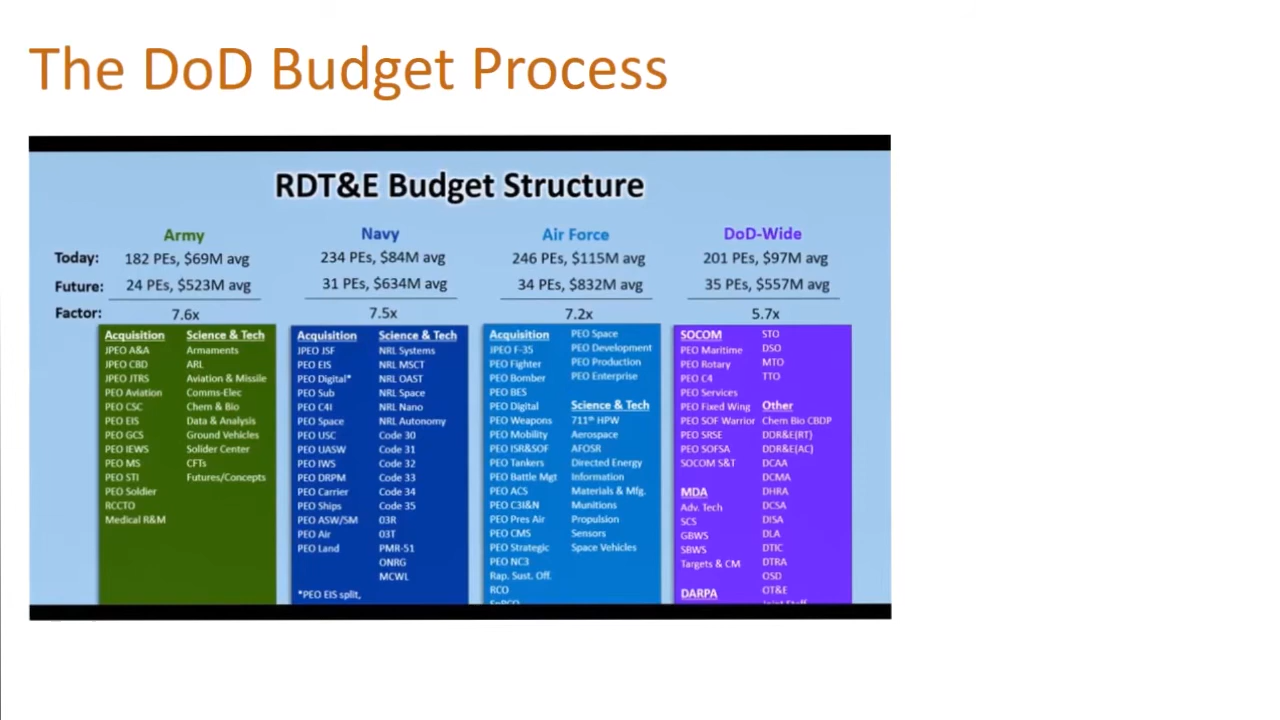 The DoD Budget Process
RDT&E Budget Structure
Army
Navy
Air Force
DoD-Wide
Today: 182 PEs, $69M avg 234 PEs, $84M avg 246 PEs, $115M avg 201 PEs, $97M avg
Future: 24 PEs, $523M avg 31 PEs, $634M avg 34 PEs, $832M avg 35 PEs, $557M avg
Factor: 7.6x 7.5x 7.2x 5.7x
Acquisition
JPEO A&A
JPEO CBD
JPEO JTRS
PEO Aviation
PEO CSC
PEO EIS
PEO GCS
PEO IEWS
PEO MS
PEO STI
PEO Soldier
RCCTO
Medical R&M
Science & Tech
Armaments
ARL
Aviation & Missile
Comms-Elec
Chem & Bio
Data & Analysis
Ground Vehicles
Solider Center
CFTs
Futures/Concepts
Acquisition
JPEO JSF
PEO EIS
PEO Digital*
PEO Sub
PEO C4I
PEO Space
PEO USC
PEO UASW
PEO IWS
PEO DRPM
PEO Carrier
PEO Ships
PEO ASW/SM
PEO Air
PEO Land
*PEO EIS split,
Science & Tech
NRL Systems
NRL MSCT
NRL OAST
NRL Space
NRL Nano
NRL Autonomy
Code 30
Code 31
Code 32
Code 33
Code 34
Code 35
03R
03T
PMR-51
ONRG
MCWL
Acquisition
JPEO F-35
PEO Fighter
PEO Bomber
PEO BES
PEO Digital
PEO Weapons
PEO Mobility
PEO ISR&SOF
PEO Tankers
PEO Battle Mgt
PEO ACS
PEO C3I&N
PEO Pres Air
PEO CMS
PEO Strategic
PEO NC3
Rap. Sust. Off.
RCO
PEO Space
PEO Development
PEO Production
PEO Enterprise
Science & Tech
711th HPW
Aerospace
AFOSR
Directed Energy
Information
Materials & Mfg.
Munitions
Propulsion
Sensors
Space Vehicles
SOCOM
PEO Maritime
PEO Rotary
PEO C4
PEO Services
PEO Fixed Wing
PEO SOF Warrior
PEO SRSE
PEO SOFSA
SOCOM S&T
MDA
Adv. Tech
SCS
GBWS
SBWS
Targets & CM
DARPA
STO
DSO
MTO
TTO
Other
Chem Bio CBDP
DDR&E(RT)
DDR&E(AC)
DCAA
DCMA
DHRA
DCSA
DISA
DLA
DTIC
DTRA
OSD
OT&E